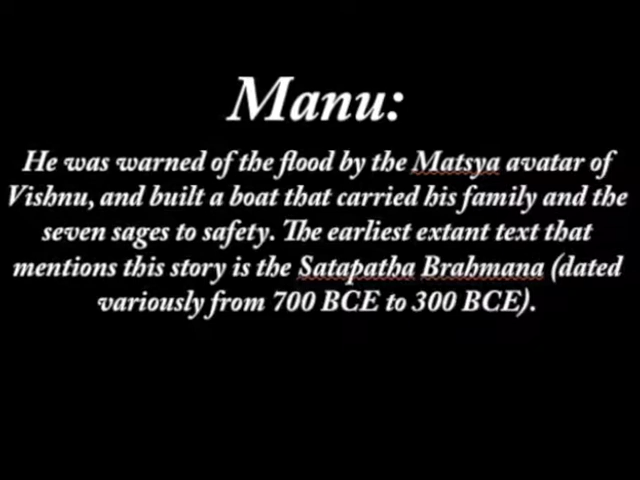 Manu:
He was warned of the flood by the Matsya avatar of
Vishnu, and built a boat that carried his family and the
seven sages to safety. The earliest extant text that
mentions this story is the Satapatha Brahmana (dated
variously from 700 BCE to 300 BCE).